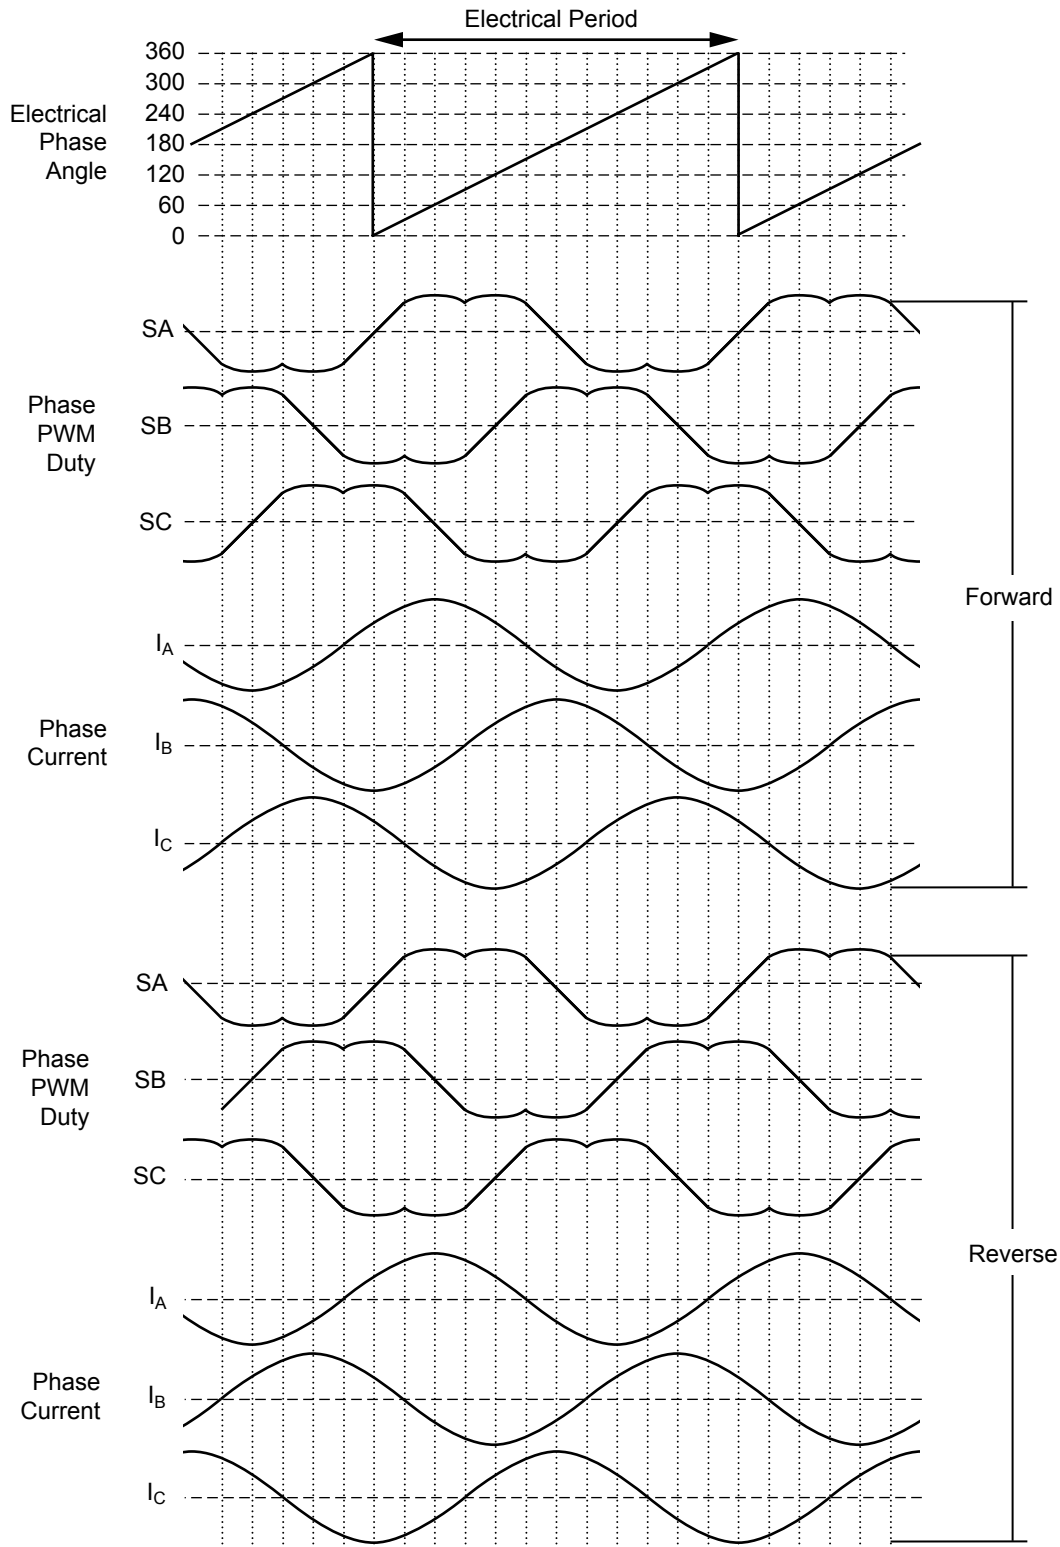 Electrical Period
360
300
240
180
120
60
0
Electrical
Phase
Angle
SA
Phase
PWM
Duty
SB
SC
Forward
I_A
Phase
Current
I_B
I_C
SA
Phase
PWM
Duty
SB
SC
Reverse
I_A
Phase
Current
I_B
I_C